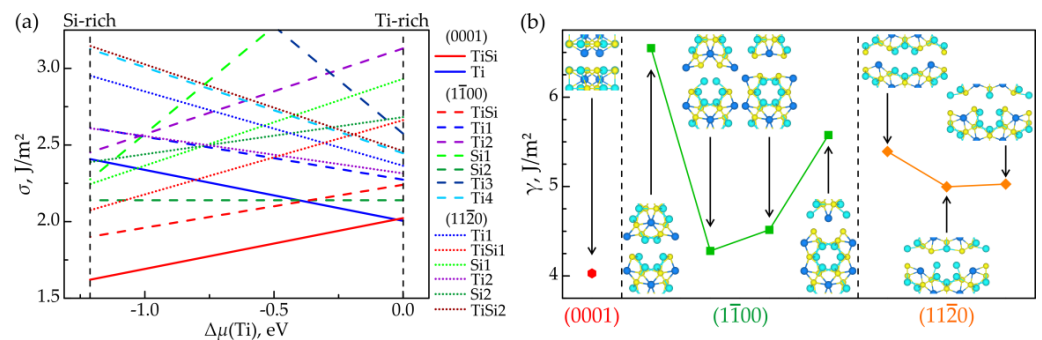 (a)
Si-rich
Ti-rich
σ, J/m²
3.0
2.5
2.0
1.5
-1.0
-0.5
0.0
Δμ(Ti), eV
(0001)
TiSi
Ti
(11̄00)
TiSi
Ti1
Ti2
Si1
Si2
Ti3
Ti4
(112̄0)
Ti1
TiSi1
Si1
Ti2
Si2
TiSi2
(b)
γ, J/m²
6
5
4
(0001)
(11̄00)
(112̄0)